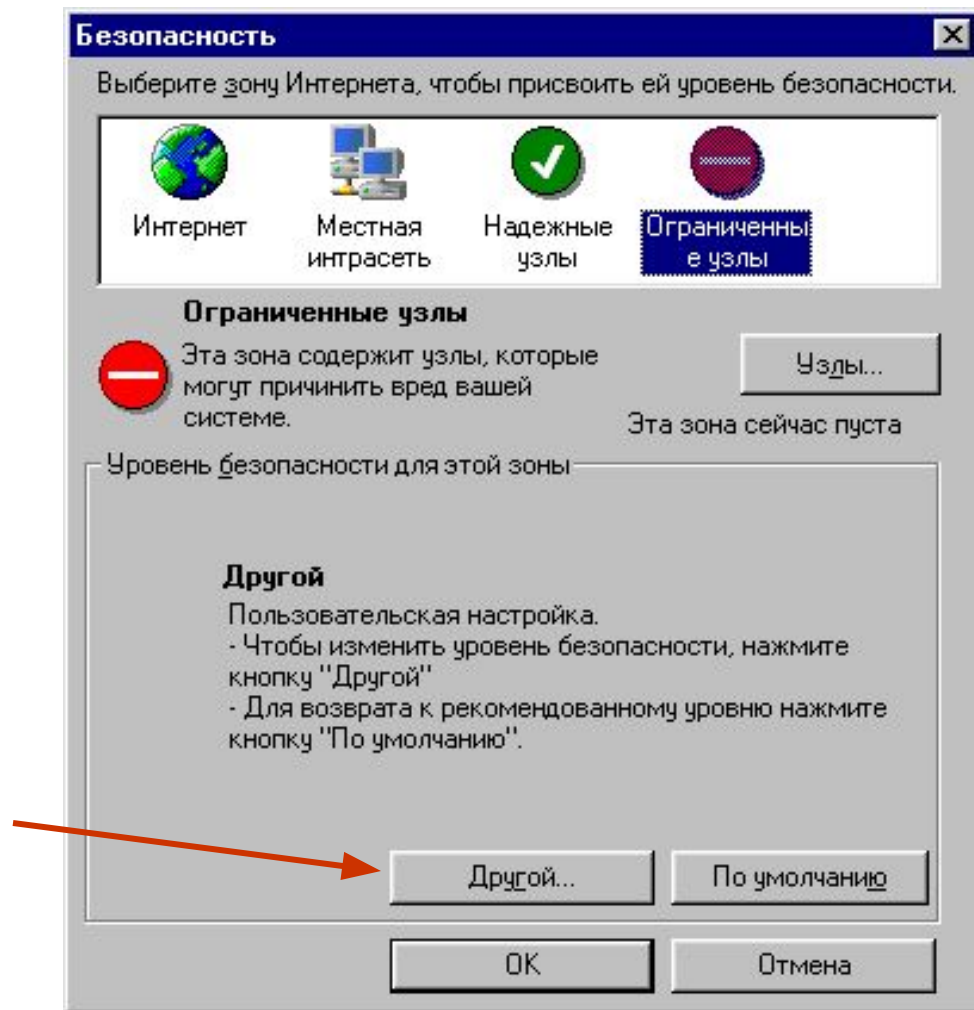 Безопасность
Выберите зону Интернета, чтобы присвоить ей уровень безопасности.
Интернет
Местная
интрасеть
Надежные
узлы
Ограниченны
е узлы
Ограниченные узлы
Эта зона содержит узлы, которые
могут причинить вред вашей
системе.
Узлы...
Эта зона сейчас пуста
Уровень безопасности для этой зоны
Другой
Пользовательская настройка.
- Чтобы изменить уровень безопасности, нажмите
кнопку "Другой"
- Для возврата к рекомендованному уровню нажмите
кнопку "По умолчанию".
Другой...
По умолчанию
OK
Отмена